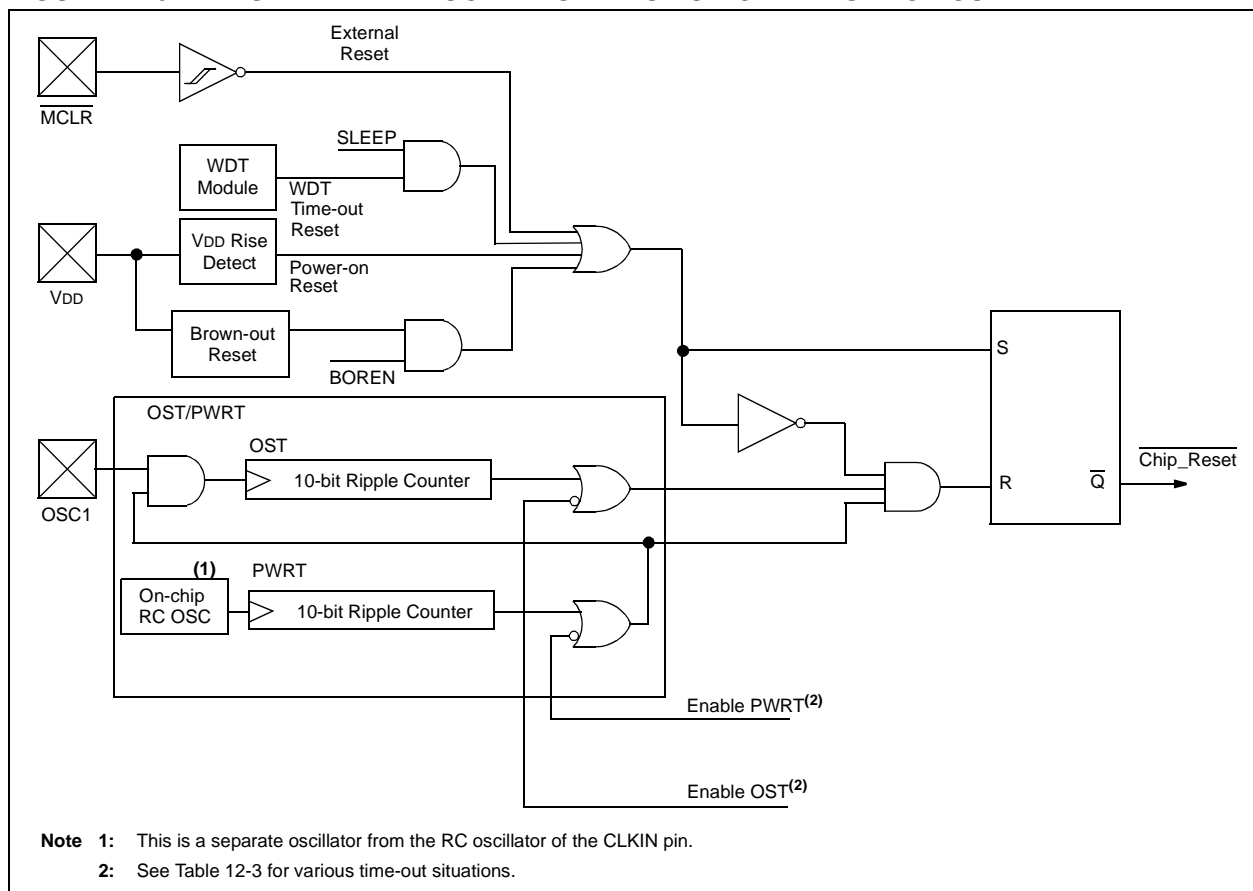 External
Reset
MCLR
SLEEP
WDT
Module
WDT
Time-out
Reset
VDD Rise
Detect
Power-on
Reset
VDD
Brown-out
Reset
BOREN
S
OST/PWRT
OST
10-bit Ripple Counter
OSC1
R
Q
Chip_Reset
(1)
PWRT
On-chip
RC OSC
10-bit Ripple Counter
Enable PWRT(2)
Enable OST(2)
Note 1: This is a separate oscillator from the RC oscillator of the CLKIN pin.
2: See Table 12-3 for various time-out situations.